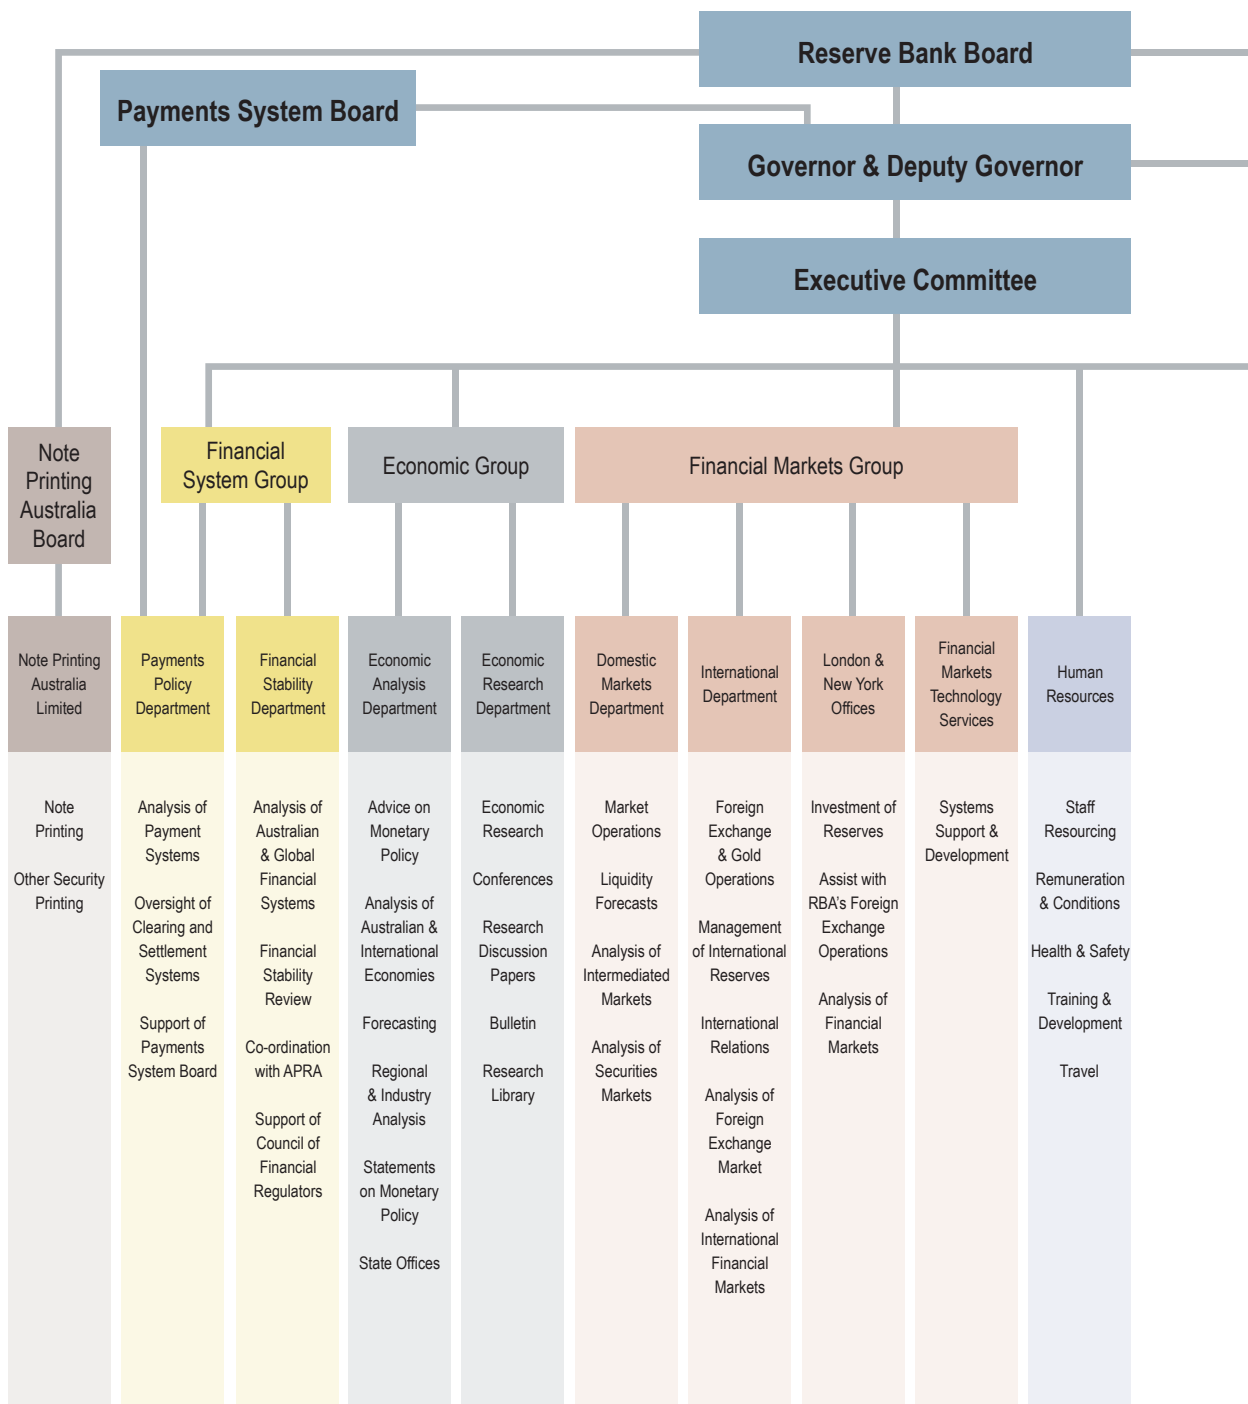 Reserve Bank Board
Payments System Board
Governor & Deputy Governor
Executive Committee
Note
Printing
Australia
Board
Financial
System Group
Economic Group
Financial Markets Group
Note Printing
Australia
Limited
Payments
Policy
Department
Financial
Stability
Department
Economic
Analysis
Department
Economic
Research
Department
Domestic
Markets
Department
International
Department
London &
New York
Offices
Financial
Markets
Technology
Services
Human
Resources
Note
Printing
Other Security
Printing
Analysis of
Payment
Systems
Oversight of
Clearing and
Settlement
Systems
Support of
Payments
System Board
Analysis of
Australian
& Global
Financial
Systems
Financial
Stability
Review
Co-ordination
with APRA
Support of
Council of
Financial
Regulators
Advice on
Monetary
Policy
Analysis of
Australian &
International
Economies
Forecasting
Regional
& Industry
Analysis
Statements
on Monetary
Policy
State Offices
Economic
Research
Conferences
Research
Discussion
Papers
Bulletin
Research
Library
Market
Operations
Liquidity
Forecasts
Analysis of
Intermediated
Markets
Analysis of
Securities
Markets
Foreign
Exchange
& Gold
Operations
Management
of International
Reserves
International
Relations
Analysis of
Foreign
Exchange
Market
Analysis of
International
Financial
Markets
Investment of
Reserves
Assist with
RBA's Foreign
Exchange
Operations
Analysis of
Financial
Markets
Systems
Support &
Development
Staff
Resourcing
Remuneration
& Conditions
Health & Safety
Training &
Development
Travel